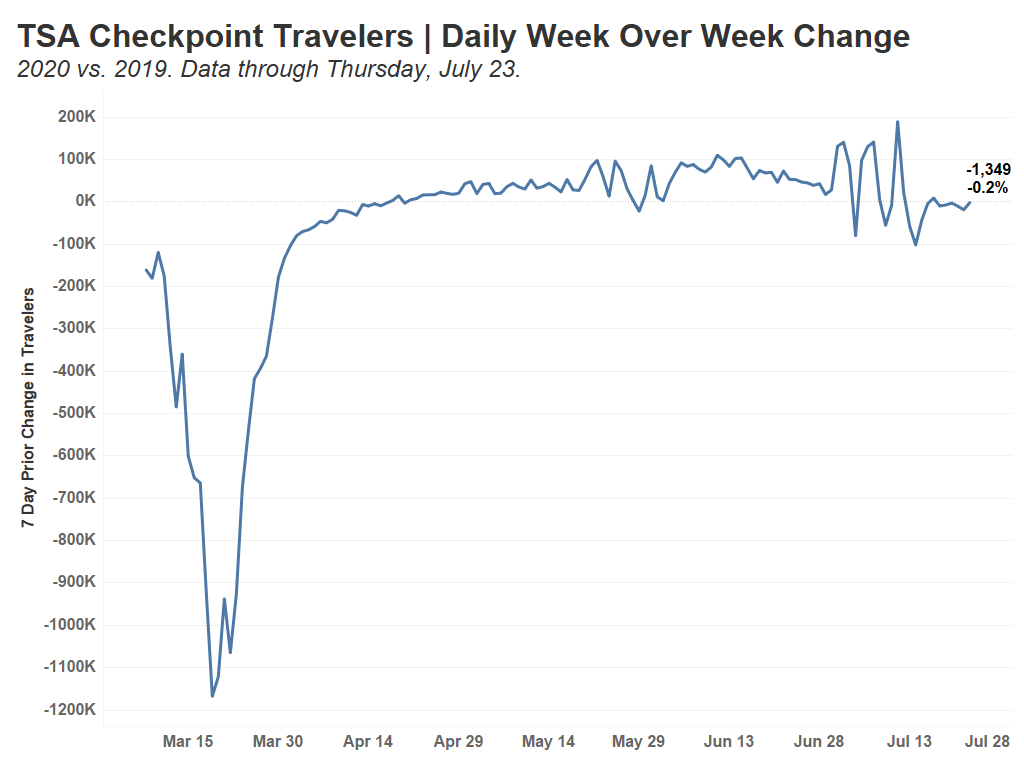 TSA Checkpoint Travelers | Daily Week Over Week Change
2020 vs. 2019. Data through Thursday, July 23.
200K
100K
0K
-100K
-200K
-300K
-400K
-500K
-600K
-700K
-800K
-900K
-1000K
-1100K
-1200K
7 Day Prior Change in Travelers
-1,349
-0.2%
Mar 15 Mar 30 Apr 14 Apr 29 May 14 May 29 Jun 13 Jun 28 Jul 13 Jul 28